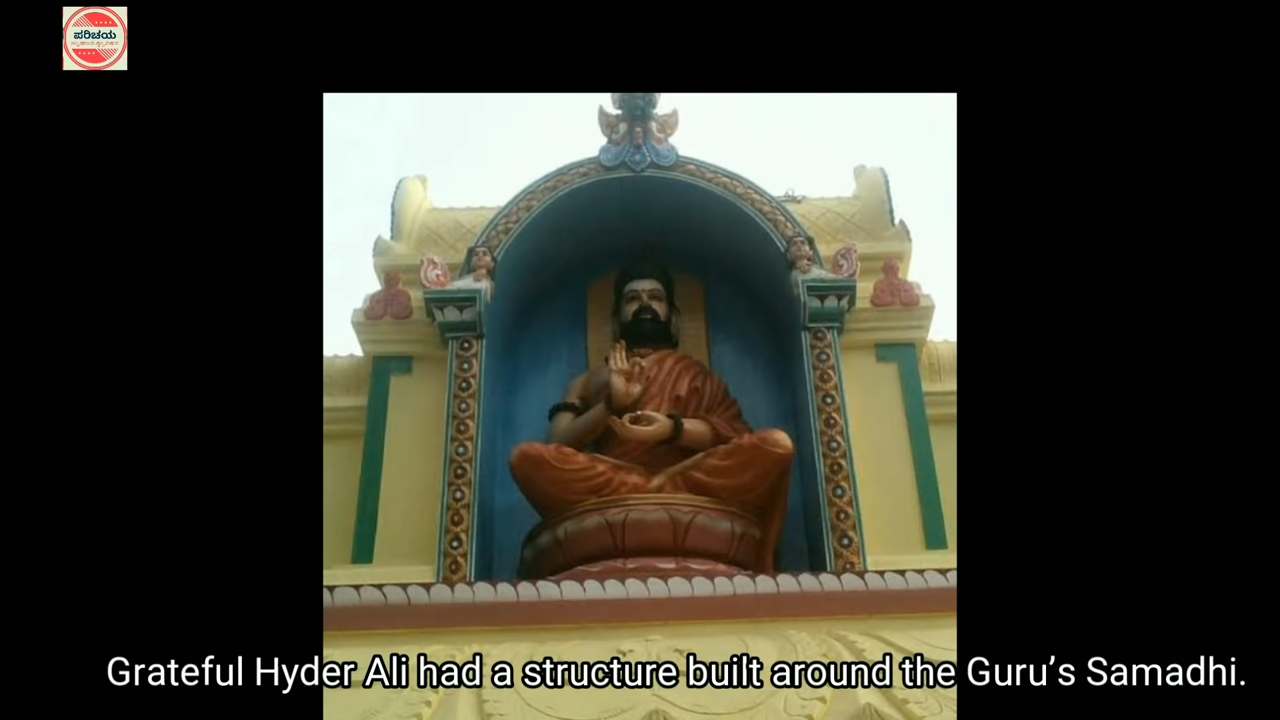 ಪರಿಚಯ
Grateful Hyder Ali had a structure built around the Guru’s Samadhi.